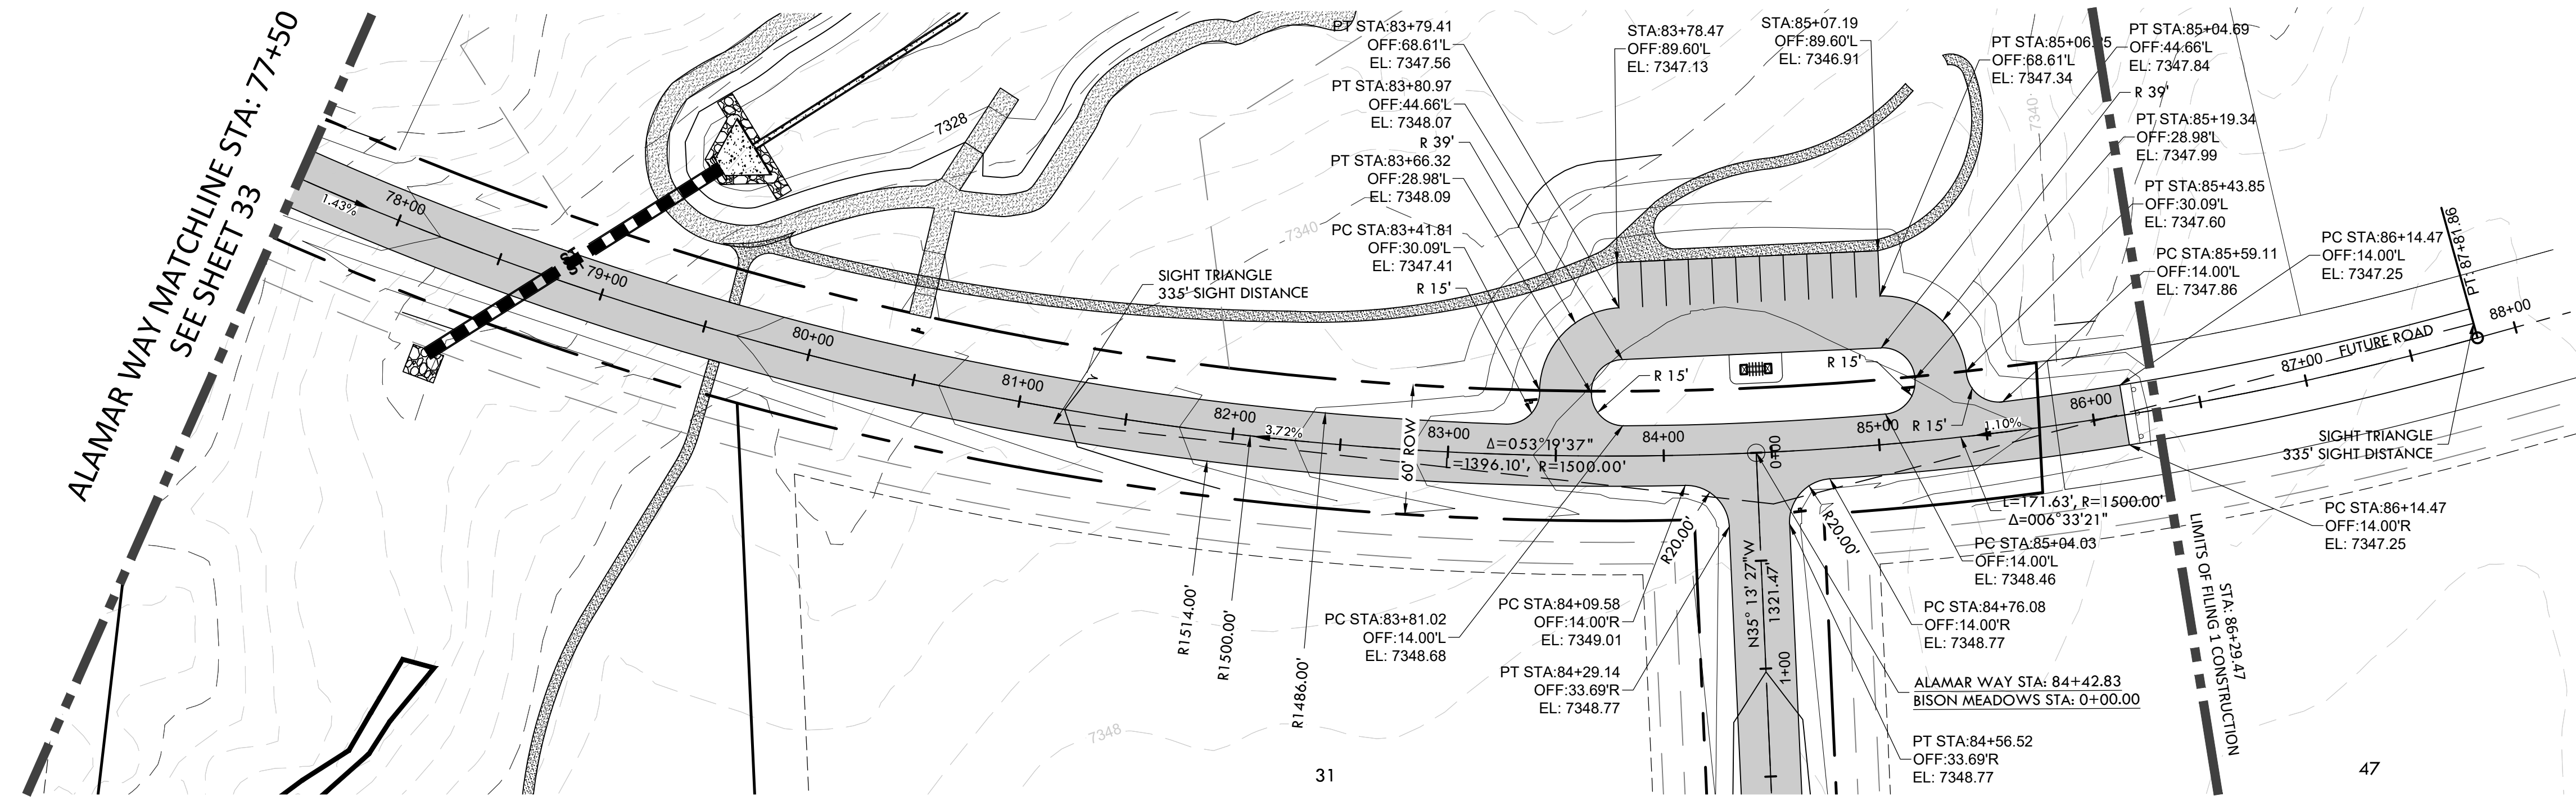 ALAMAR WAY MATCHLINE STA: 77+50
SEE SHEET 33
1.43%
78+00
79+00
80+00
81+00
82+00
83+00
84+00
85+00
86+00
87+00
88+00
FUTURE ROAD
PT: 87+81.86
7328
7340
7340
7348
SIGHT TRIANGLE
335' SIGHT DISTANCE
PT STA:83+79.41
OFF:68.61'L
EL: 7347.56
PT STA:83+80.97
OFF:44.66'L
EL: 7348.07
R 39'
PT STA:83+66.32
OFF:28.98'L
EL: 7348.09
PC STA:83+41.81
OFF:30.09'L
EL: 7347.41
R 15'
STA:83+78.47
OFF:89.60'L
EL: 7347.13
STA:85+07.19
OFF:89.60'L
EL: 7346.91
PT STA:85+06.25
OFF:68.61'L
EL: 7347.34
PT STA:85+04.69
OFF:44.66'L
EL: 7347.84
R 39'
PT STA:85+19.34
OFF:28.98'L
EL: 7347.99
PT STA:85+43.85
OFF:30.09'L
EL: 7347.60
PC STA:85+59.11
OFF:14.00'L
EL: 7347.86
PC STA:86+14.47
OFF:14.00'L
EL: 7347.25
R 15'
R 15'
R 15'
1.10%
3.72%
60' ROW
Δ=053°19'37"
L=1396.10', R=1500.00'
0+00
1+00
N35° 13' 27"W
1321.47'
R20.00'
R20.00'
R1514.00'
R1500.00'
R1486.00'
PC STA:83+81.02
OFF:14.00'L
EL: 7348.68
PC STA:84+09.58
OFF:14.00'R
EL: 7349.01
PT STA:84+29.14
OFF:33.69'R
EL: 7348.77
L=171.63', R=1500.00'
Δ=006°33'21"
PC STA:85+04.03
OFF:14.00'L
EL: 7348.46
PC STA:84+76.08
OFF:14.00'R
EL: 7348.77
ALAMAR WAY STA: 84+42.83
BISON MEADOWS STA: 0+00.00
PT STA:84+56.52
OFF:33.69'R
EL: 7348.77
SIGHT TRIANGLE
335' SIGHT DISTANCE
PC STA:86+14.47
OFF:14.00'R
EL: 7347.25
STA: 86+29.47
LIMITS OF FILING 1 CONSTRUCTION
31
47